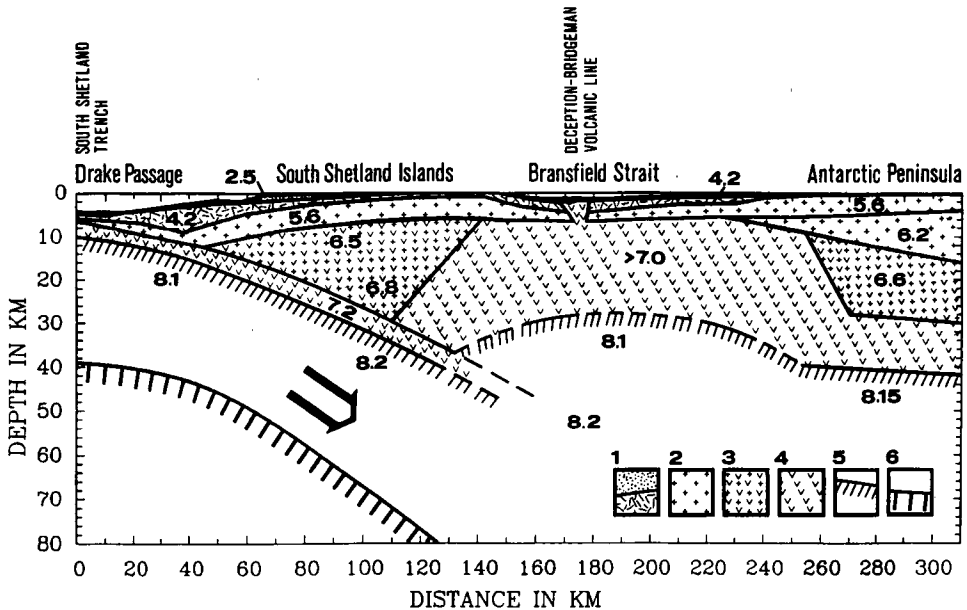 SOUTH SHETLAND
TRENCH
DECEPTION-BRIDGEMAN
VOLCANIC LINE
Drake Passage
2.5
South Shetland Islands
Bransfield Strait
4,2
Antarctic Peninsula
0
10
20
30
40
50
60
70
80
DEPTH IN KM
4.2
5.6
5.6
6.5
6.2
>7.0
6.6
8.1
6.8
7.2
8.2
8.1
8.15
8.2
1 2 3 4 5 6
0 20 40 60 80 100 120 140 160 180 200 220 240 260 280 300
DISTANCE IN KM